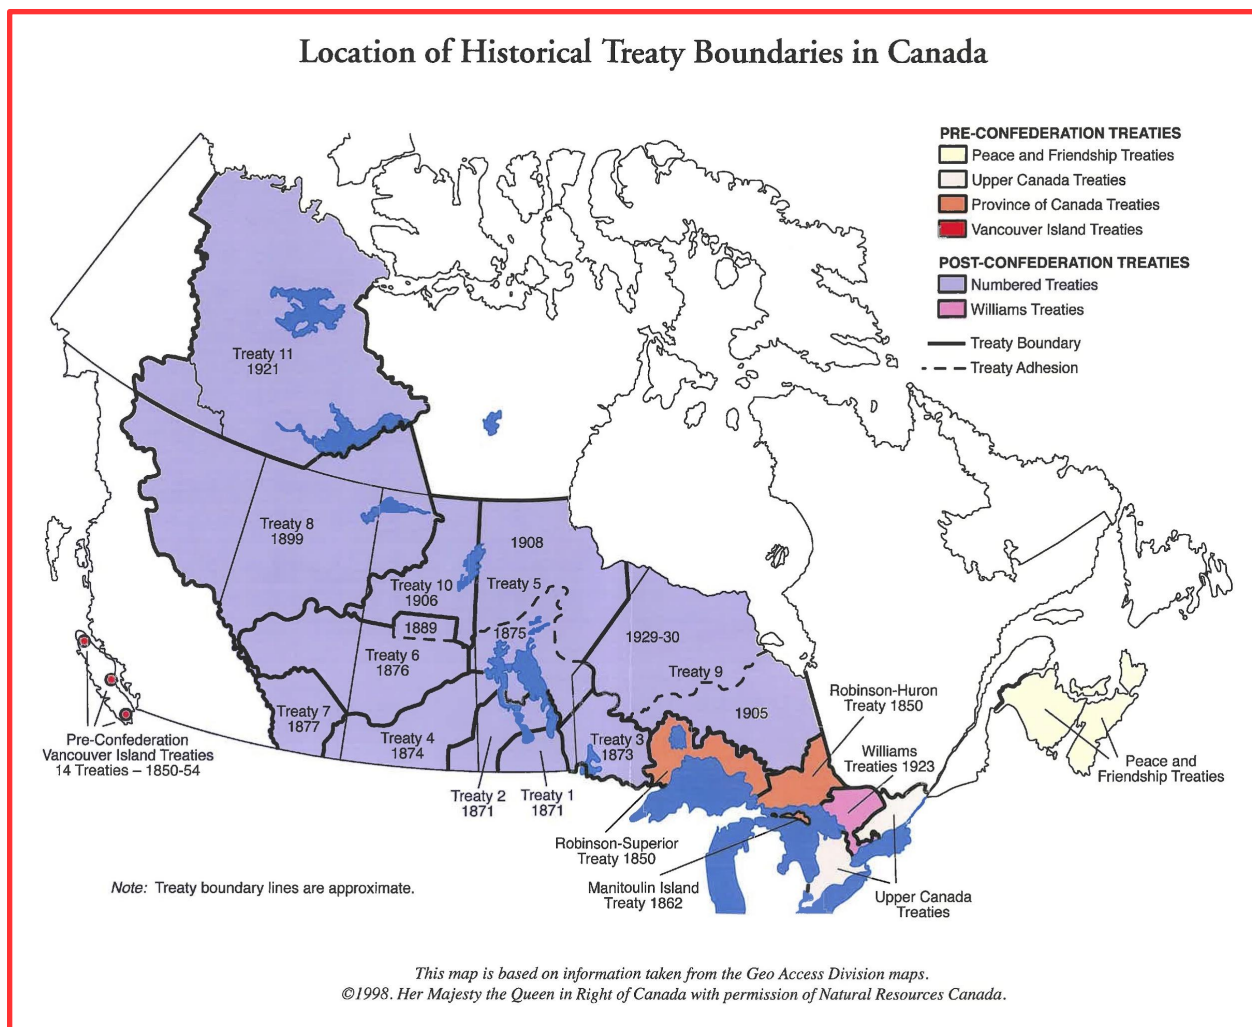 Location of Historical Treaty Boundaries in Canada
PRE-CONFEDERATION TREATIES
Peace and Friendship Treaties
Upper Canada Treaties
Province of Canada Treaties
Vancouver Island Treaties
POST-CONFEDERATION TREATIES
Numbered Treaties
Williams Treaties
Treaty Boundary
Treaty Adhesion
Treaty 11
1921
Treaty 8
1899
1908
Treaty 10
1906
Treaty 5
1889
1875
1929-30
Treaty 6
1876
Treaty 9
Robinson-Huron
Treaty 1850
Treaty 7
1877
1905
Treaty 4
1874
Treaty 3
1873
Williams
Treaties 1923
Pre-Confederation
Vancouver Island Treaties
14 Treaties – 1850-54
Peace and
Friendship Treaties
Treaty 2
1871
Treaty 1
1871
Robinson-Superior
Treaty 1850
Manitoulin Island
Treaty 1862
Upper Canada
Treaties
Note: Treaty boundary lines are approximate.
This map is based on information taken from the Geo Access Division maps.
©1998. Her Majesty the Queen in Right of Canada with permission of Natural Resources Canada.